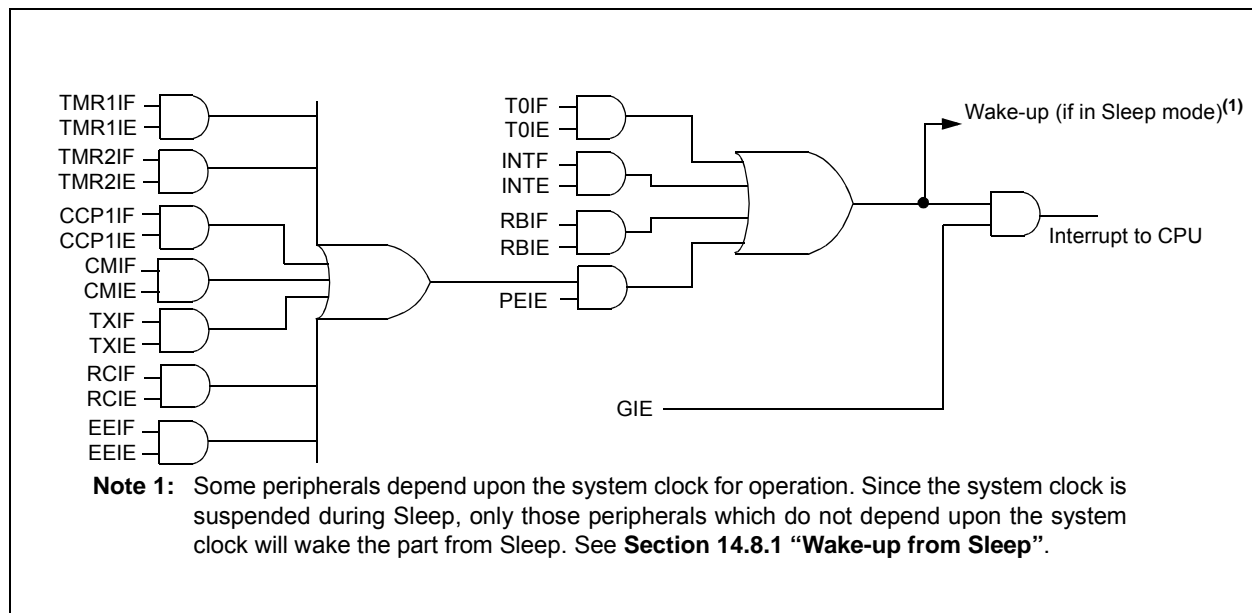 TMR1IF
TMR1IE
TMR2IF
TMR2IE
CCP1IF
CCP1IE
CMIF
CMIE
TXIF
TXIE
RCIF
RCIE
EEIF
EEIE
T0IF
T0IE
INTF
INTE
RBIF
RBIE
PEIE
GIE
Wake-up (if in Sleep mode)(1)
Interrupt to CPU
Note 1: Some peripherals depend upon the system clock for operation. Since the system clock is
suspended during Sleep, only those peripherals which do not depend upon the system
clock will wake the part from Sleep. See Section 14.8.1 “Wake-up from Sleep”.